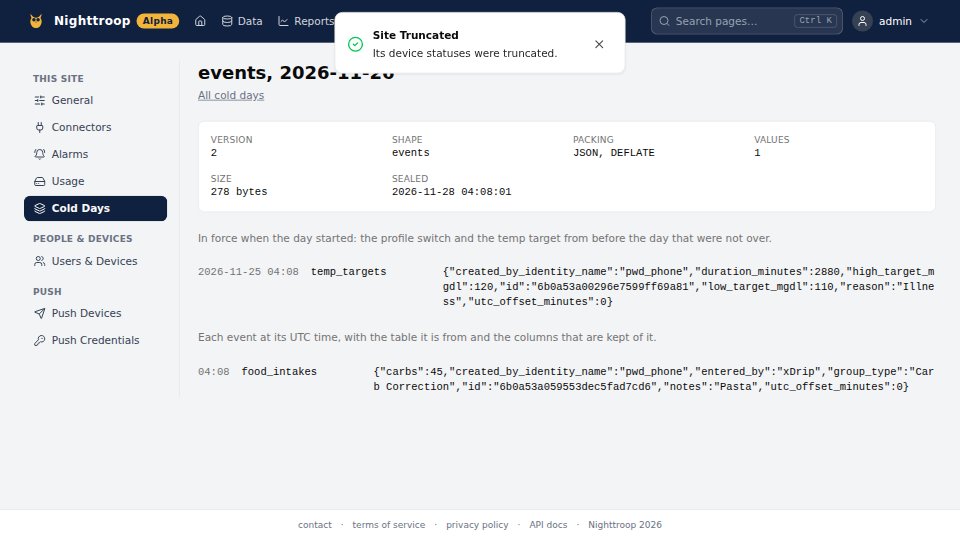 Nighttroop Alpha Data Reports Search pages... Ctrl K admin
Site Truncated
Its device statuses were truncated.
events, 2026-11-26
All cold days
THIS SITE
General
Connectors
Alarms
Usage
Cold Days
PEOPLE & DEVICES
Users & Devices
PUSH
Push Devices
Push Credentials
VERSION SHAPE PACKING VALUES
2 events JSON, DEFLATE 1
SIZE SEALED
278 bytes 2026-11-28 04:08:01
In force when the day started: the profile switch and the temp target from before the day that were not over.
2026-11-25 04:08 temp_targets {"created_by_identity_name":"pwd_phone","duration_minutes":2880,"high_target_m
gdl":120,"id":"6b0a53a00296e7599ff69a81","low_target_mgdl":110,"reason":"Illne
ss","utc_offset_minutes":0}
Each event at its UTC time, with the table it is from and the columns that are kept of it.
04:08 food_intakes {"carbs":45,"created_by_identity_name":"pwd_phone","entered_by":"xDrip","group_type":"Car
b Correction","id":"6b0a53a059553dec5fad7cd6","notes":"Pasta","utc_offset_minutes":0}
contact · terms of service · privacy policy · API docs · Nighttroop 2026